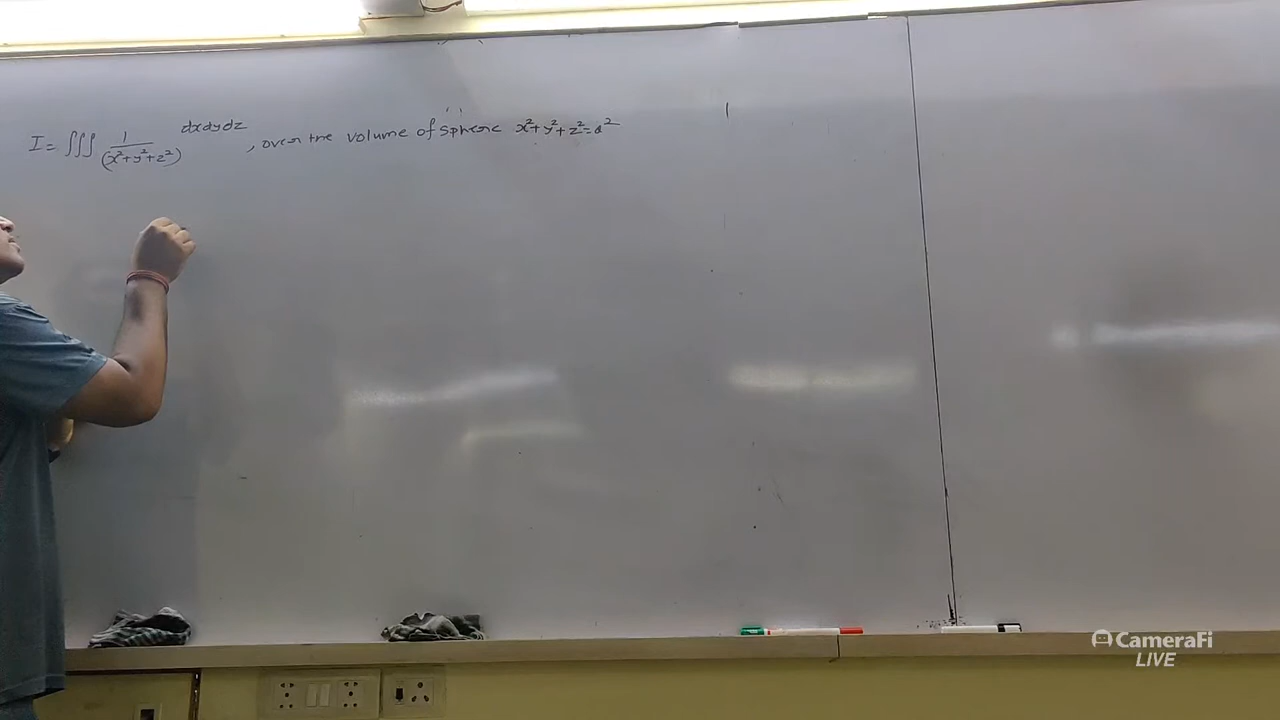 I = ∫∫∫ 1/(x²+y²+z²) dxdydz, over the volume of sphere x²+y²+z²=a²
CameraFi
LIVE